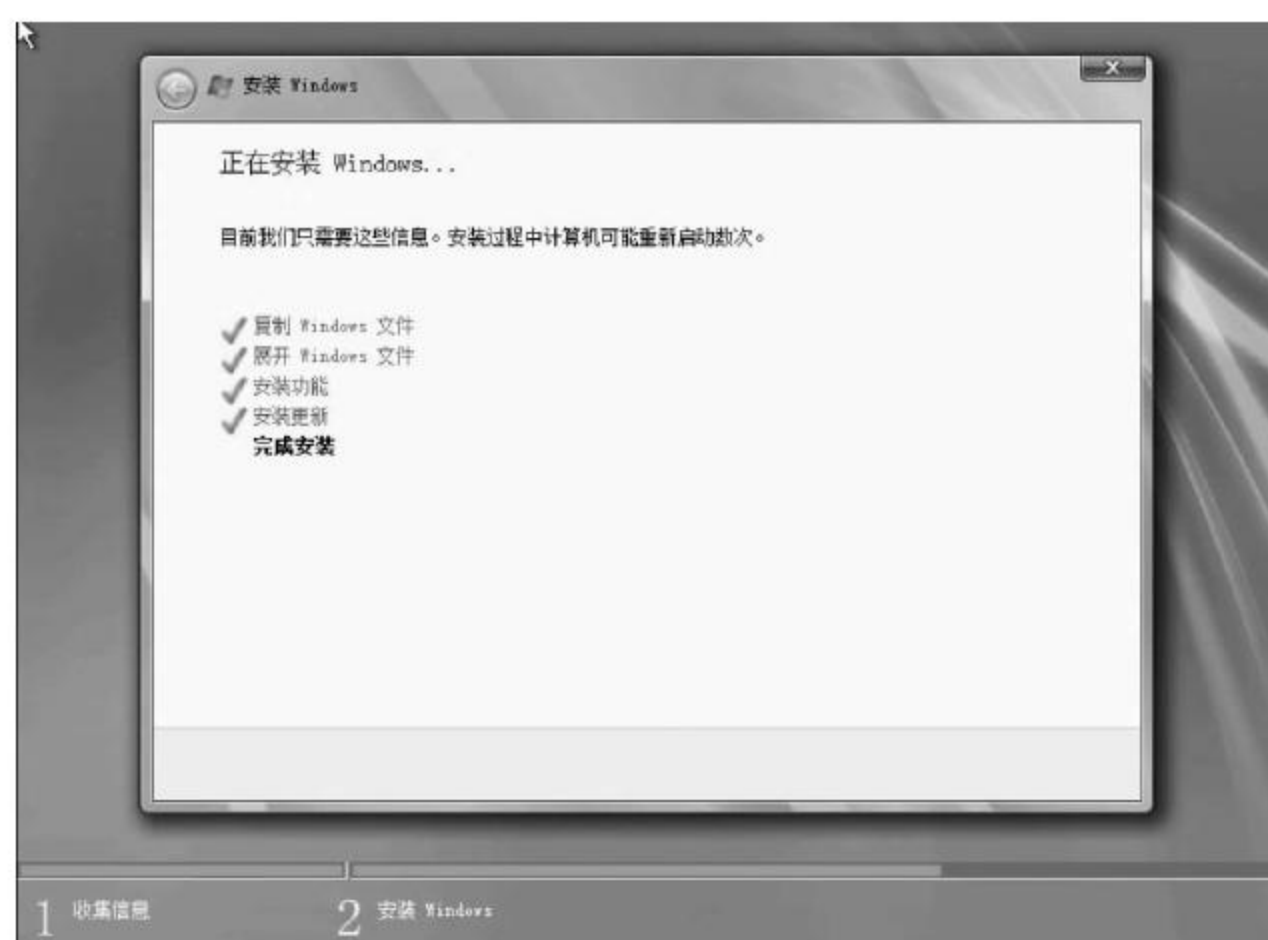 安装 Windows
正在安装 Windows...
目前我们只需要这些信息。安装过程中计算机可能重新启动数次。
复制 Windows 文件
展开 Windows 文件
安装功能
安装更新
完成安装
1 收集信息
2 安装 Windows